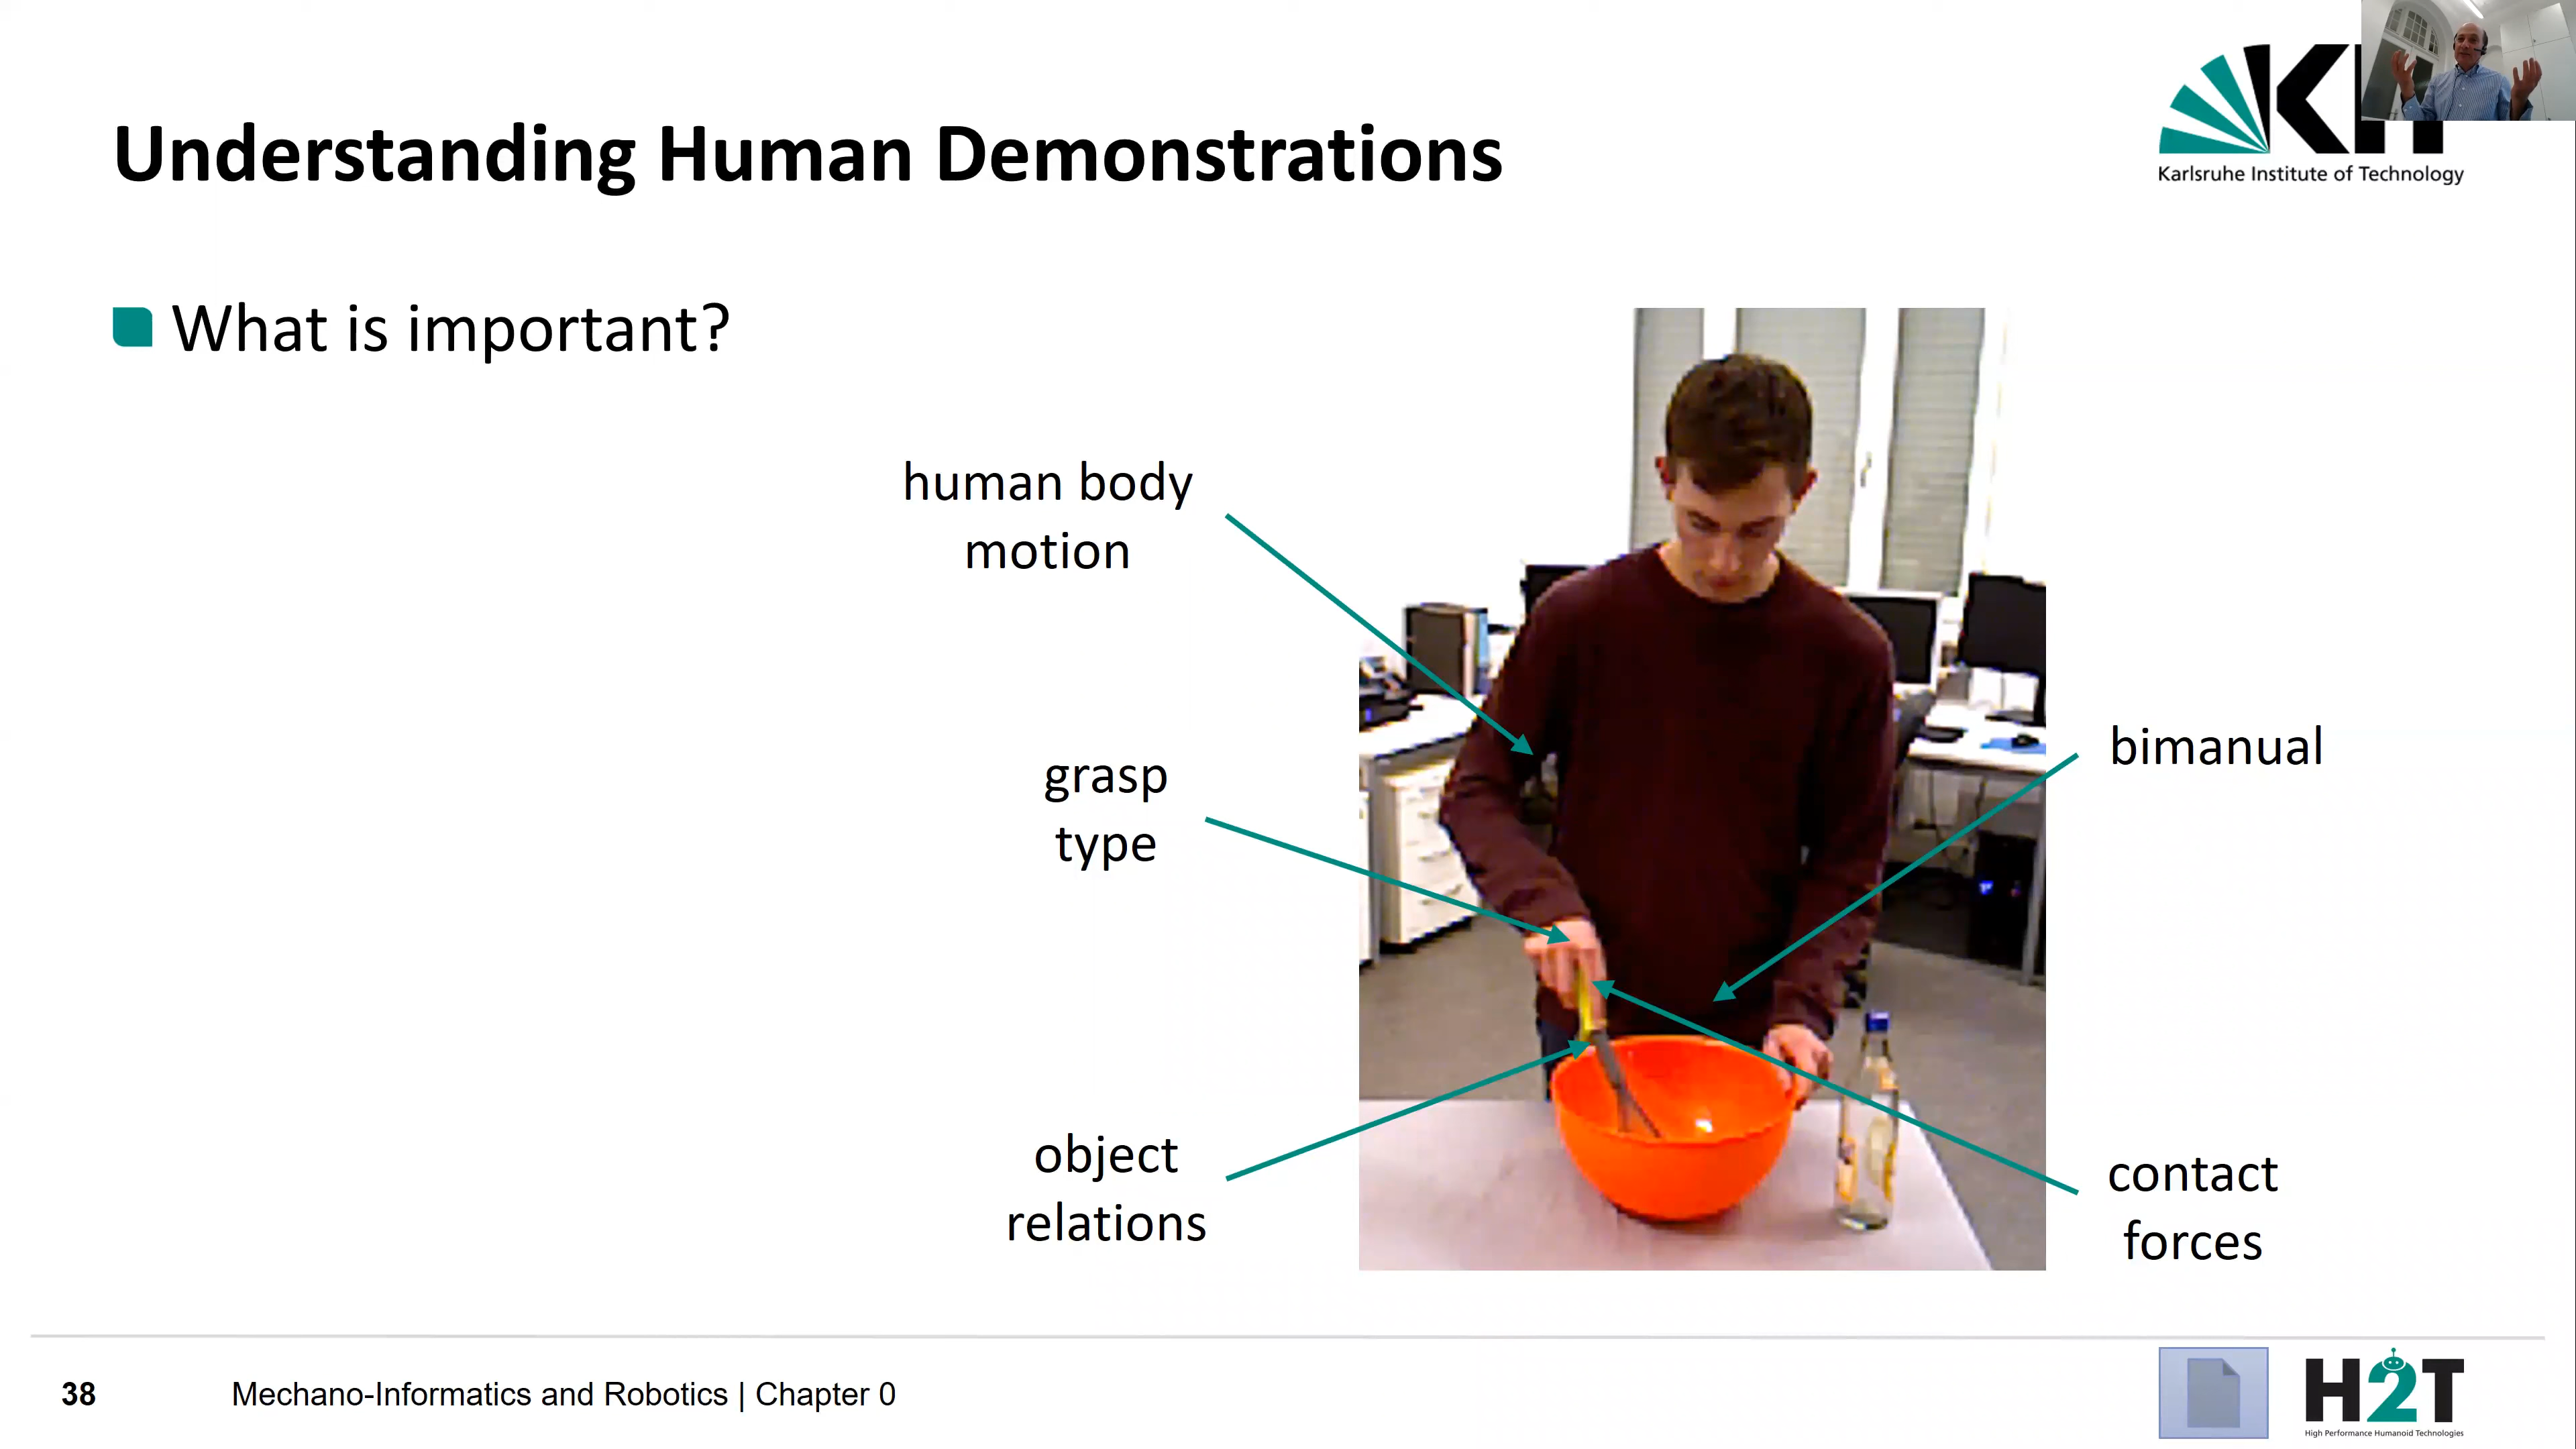 Understanding Human Demonstrations
Karlsruhe Institute of Technology
What is important?
human body
motion
grasp
type
bimanual
object
relations
contact
forces
38
Mechano-Informatics and Robotics | Chapter 0
H2T
High Performance Humanoid Technologies